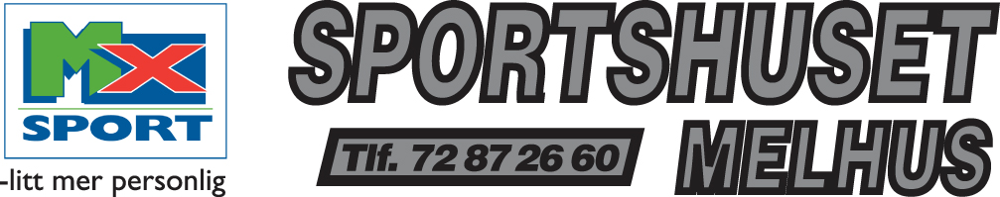 MX
SPORT
-litt mer personlig
SPORTSHUSET
Tlf. 72 87 26 60
MELHUS